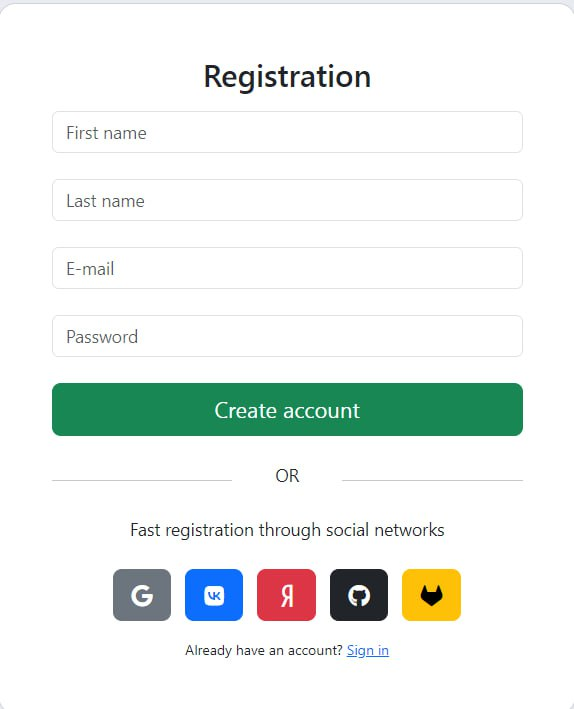 Registration
First name
Last name
E-mail
Password
Create account
OR
Fast registration through social networks
G VK Я
Already have an account? Sign in